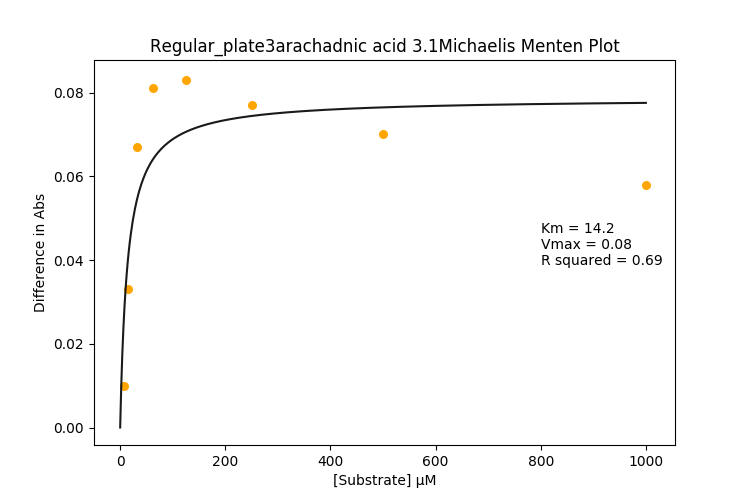 Regular_plate3arachadnic acid 3.1Michaelis Menten Plot
0.08
0.06
0.04
0.02
0.00
Difference in Abs
Km = 14.2
Vmax = 0.08
R squared = 0.69
0 200 400 600 800 1000
[Substrate] μM